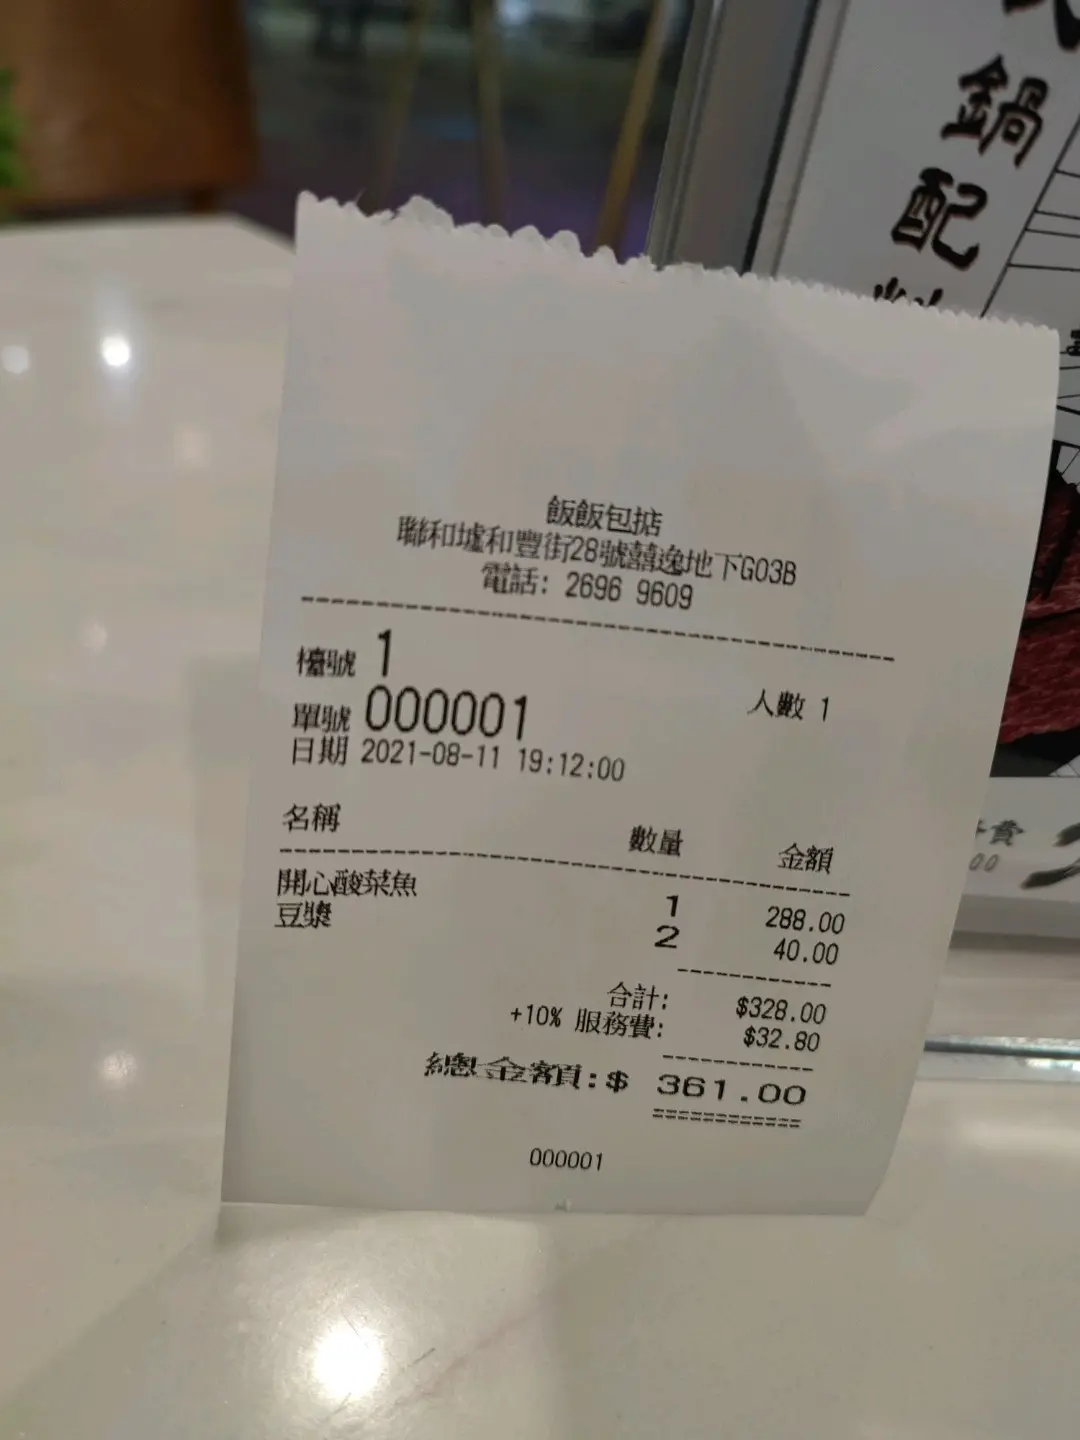 鍋
配
飯飯包掂
聯和墟和豐街28號囍逸地下G03B
電話: 2696 9609
檯號 1
人數 1
單號 000001
日期 2021-08-11 19:12:00
名稱 數量 金額
開心酸菜魚 1 288.00
豆漿 2 40.00
合計: $328.00
+10% 服務費: $32.80
總金額:$ 361.00
000001
費
00